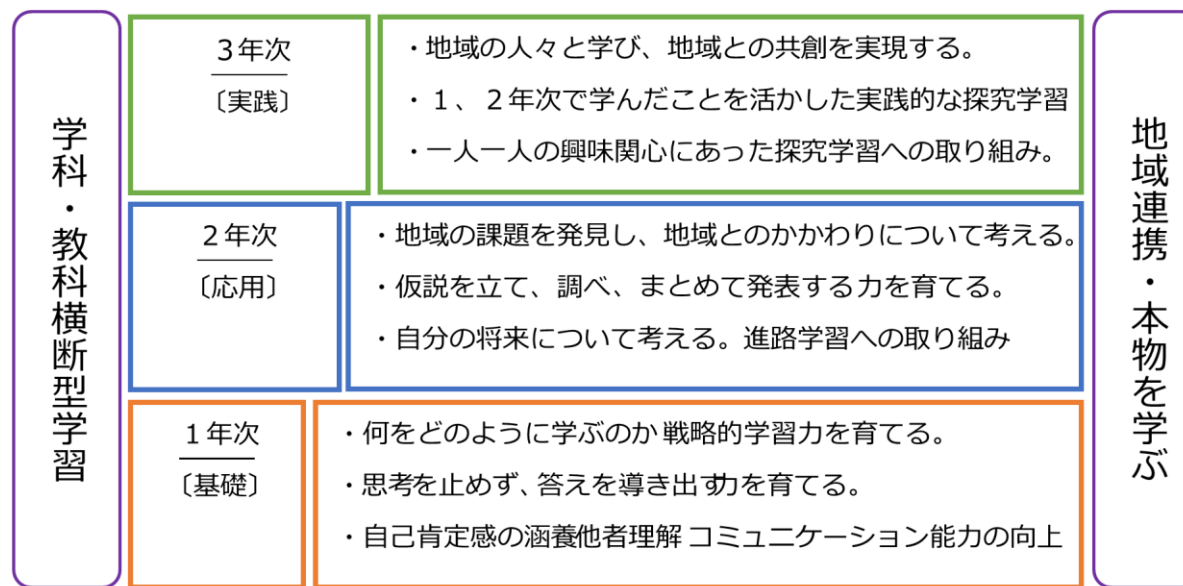 学科・教科横断型学習
３年次
〔実践〕
・地域の人々と学び、地域との共創を実現する。
・１、２年次で学んだことを活かした実践的な探究学習
・一人一人の興味関心にあった探究学習への取り組み。
２年次
〔応用〕
・地域の課題を発見し、地域とのかかわりについて考える。
・仮説を立て、調べ、まとめて発表する力を育てる。
・自分の将来について考える。進路学習への取り組み
１年次
〔基礎〕
・何をどのように学ぶのか 戦略的学習力を育てる。
・思考を止めず、答えを導き出す力を育てる。
・自己肯定感の涵養他者理解 コミュニケーション能力の向上
地域連携・本物を学ぶ